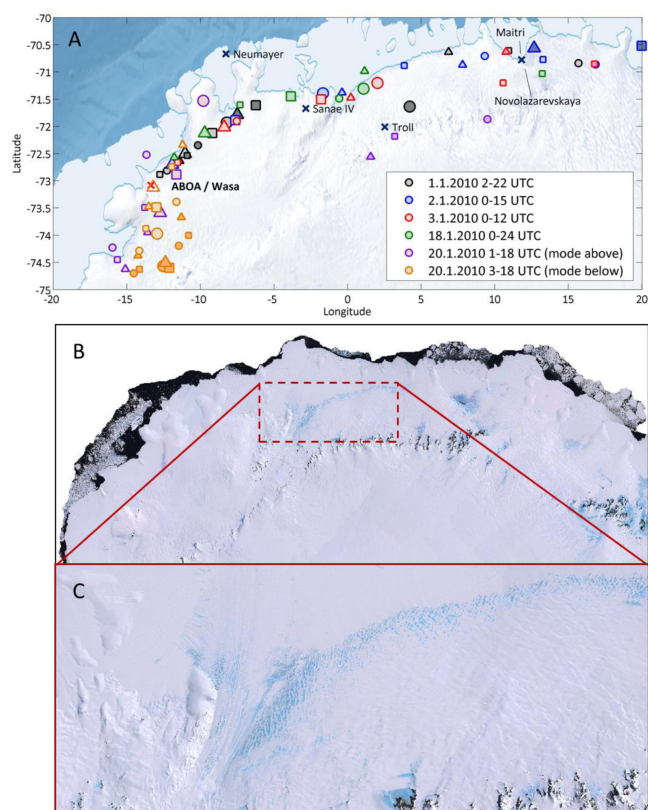 A
-70
-70.5
-71
-71.5
-72
-72.5
-73
-73.5
-74
-74.5
-75
Latitude
Neumayer
Maitri
Sanae IV
Novolazarevskaya
Troll
ABOA / Wasa
1.1.2010 2-22 UTC
2.1.2010 0-15 UTC
3.1.2010 0-12 UTC
18.1.2010 0-24 UTC
20.1.2010 1-18 UTC (mode above)
20.1.2010 3-18 UTC (mode below)
-20 -15 -10 -5 0 5 10 15 20
Longitude
B
C